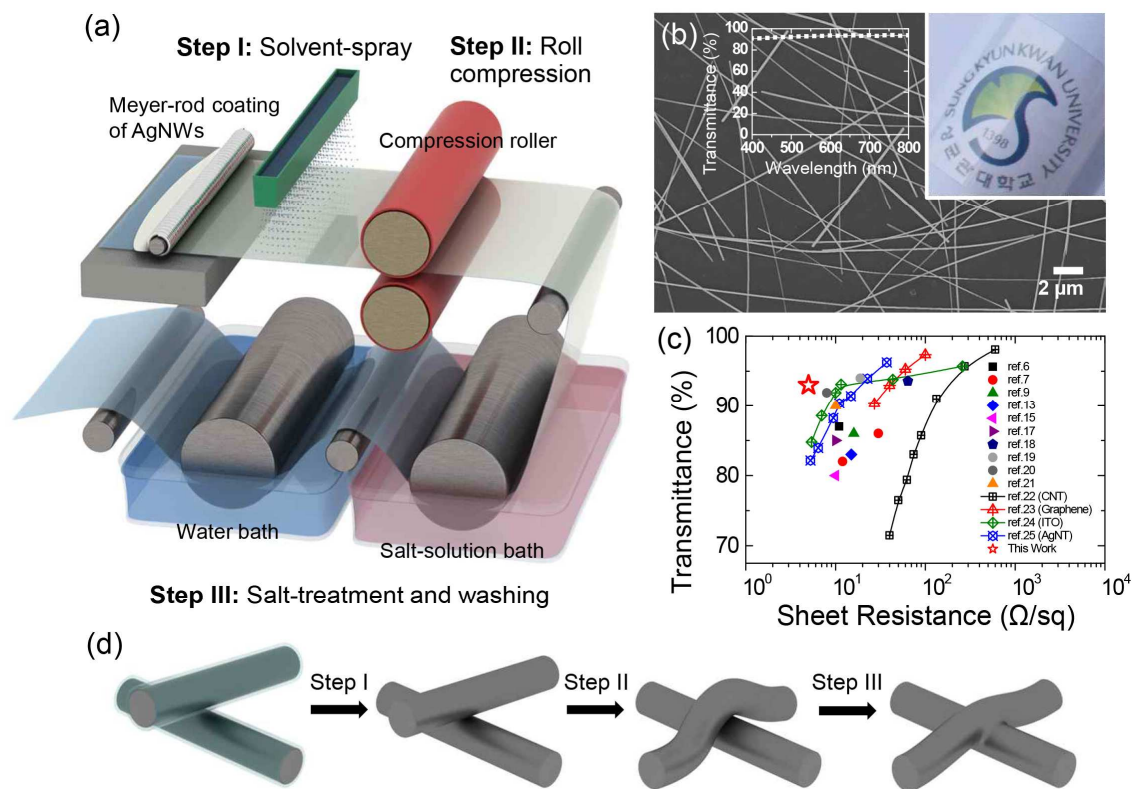 (a)
Step I: Solvent-spray
Step II: Roll
compression
Meyer-rod coating
of AgNWs
Compression roller
Water bath
Salt-solution bath
Step III: Salt-treatment and washing
(b)
Transmittance (%)
100
80
60
40
20
0
400 500 600 700 800
Wavelength (nm)
SUNGKYUNKWAN UNIVERSITY
1398
성균관대학교
2 μm
(c)
Transmittance (%)
100
90
80
70
10⁰ 10¹ 10² 10³ 10⁴
Sheet Resistance (Ω/sq)
ref.6
ref.7
ref.9
ref.13
ref.15
ref.17
ref.18
ref.19
ref.20
ref.21
ref.22 (CNT)
ref.23 (Graphene)
ref.24 (ITO)
ref.25 (AgNT)
This Work
(d)
Step I
Step II
Step III